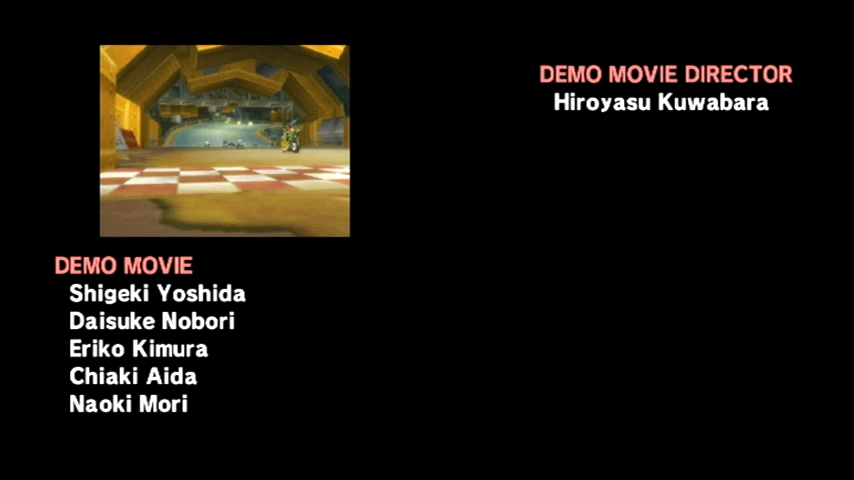 DEMO MOVIE DIRECTOR
Hiroyasu Kuwabara
DEMO MOVIE
Shigeki Yoshida
Daisuke Nobori
Eriko Kimura
Chiaki Aida
Naoki Mori